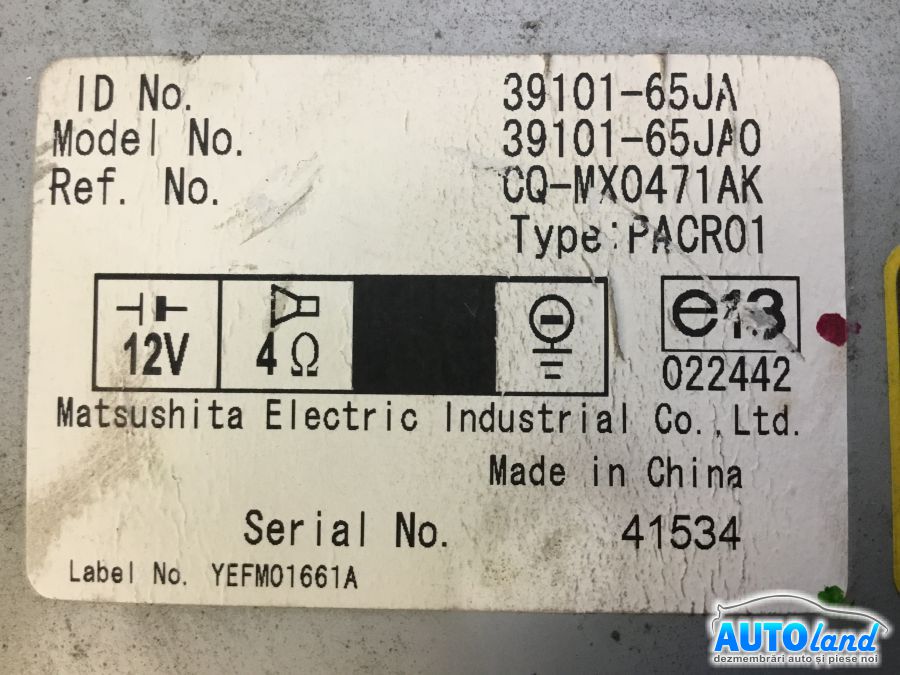 ID No. 39101-65JA
Model No. 39101-65JA0
Ref. No. CQ-MX0471AK
Type:PACR01
12V 4Ω e13
022442
Matsushita Electric Industrial Co.,Ltd.
Made in China
Serial No. 41534
Label No. YEFM01661A
AUTOland
dezmembrări auto și piese noi